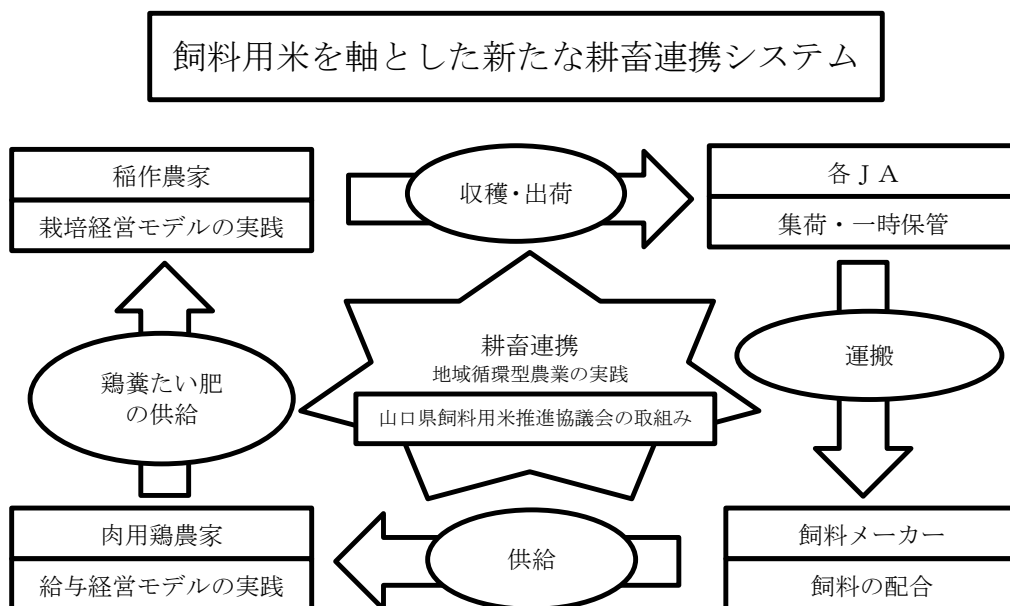 飼料用米を軸とした新たな耕畜連携システム
稲作農家
栽培経営モデルの実践
収穫・出荷
各ＪＡ
集荷・一時保管
鶏糞たい肥
の供給
耕畜連携
地域循環型農業の実践
山口県飼料用米推進協議会の取組み
運搬
肉用鶏農家
給与経営モデルの実践
供給
飼料メーカー
飼料の配合